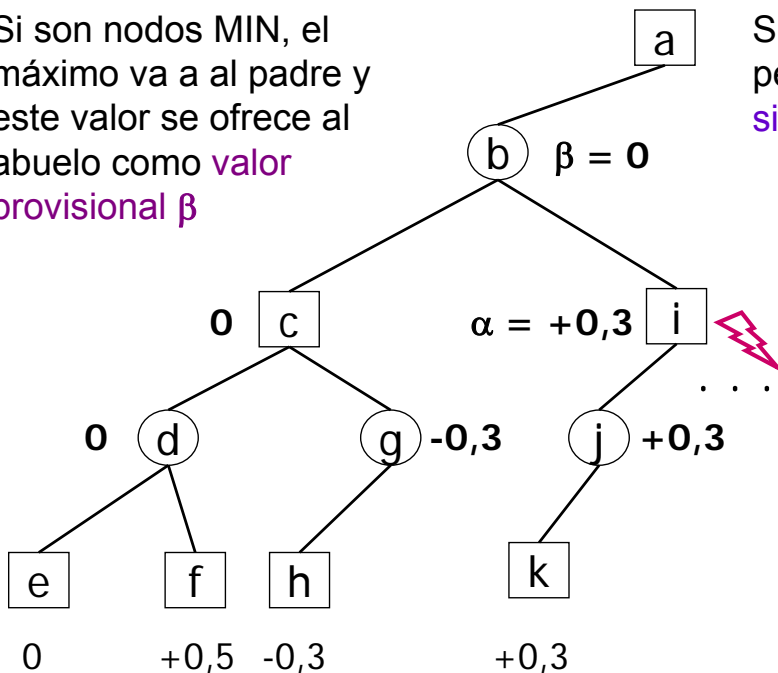 Si son nodos MIN, el
máximo va a al padre y
este valor se ofrece al
abuelo como valor
provisional β
a
b β = 0
0 c
α = +0,3 i
. . .
0 d
g -0,3
j +0,3
e
f
h
k
0
+0,5
-0,3
+0,3